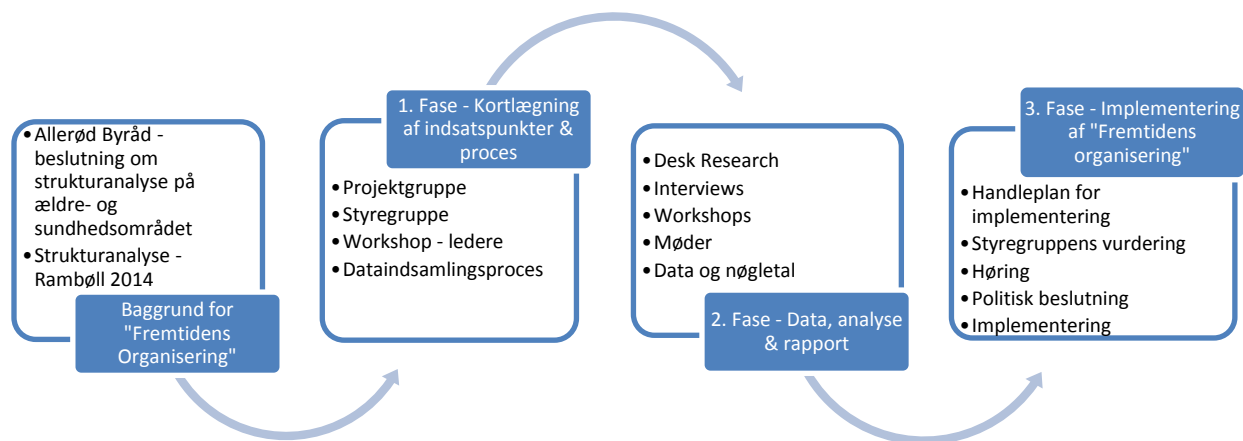 •Allerød Byråd -
beslutning om
strukturanalyse på
ældre- og
sundhedsområdet
•Strukturanalyse -
Rambøll 2014
Baggrund for
"Fremtidens
Organisering"
1. Fase - Kortlægning
af indsatspunkter &
proces
•Projektgruppe
•Styregruppe
•Workshop - ledere
•Dataindsamlingsproces
•Desk Research
•Interviews
•Workshops
•Møder
•Data og nøgletal
2. Fase - Data, analyse
& rapport
3. Fase - Implementering
af "Fremtidens
organisering"
•Handleplan for
implementering
•Styregruppens vurdering
•Høring
•Politisk beslutning
•Implementering